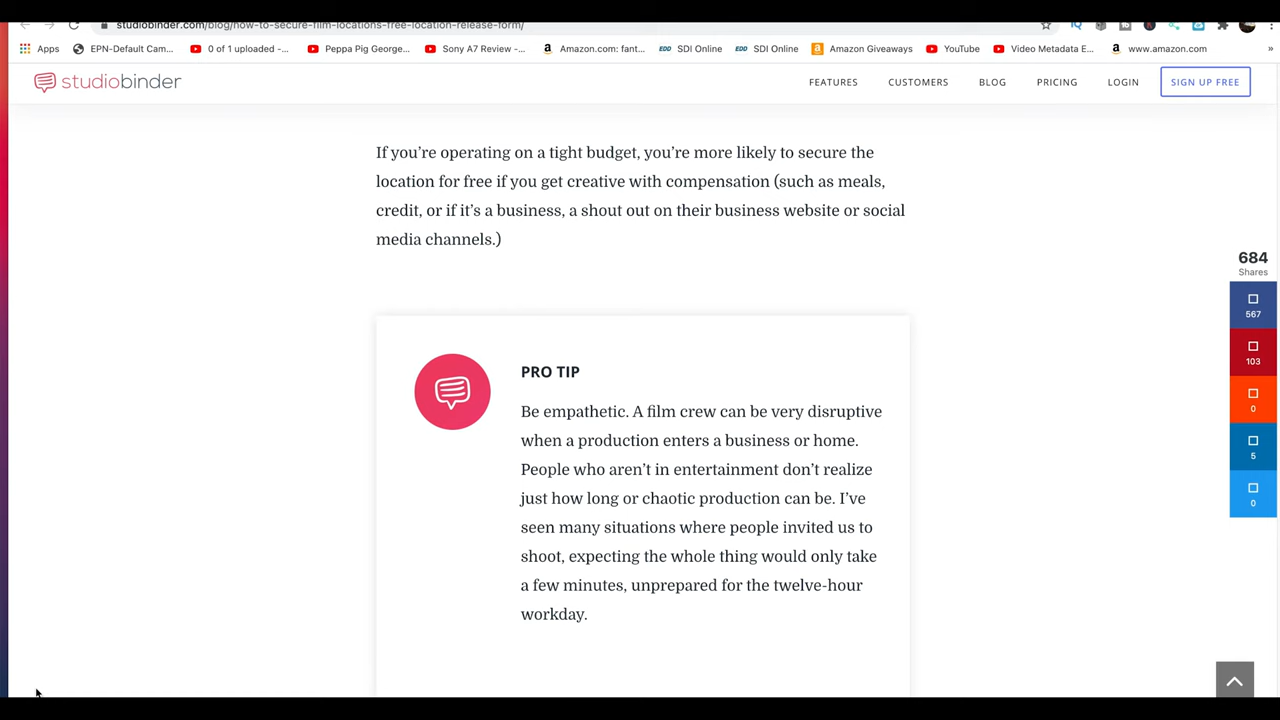 studiobinder.com/blog/how-to-secure-film-locations-free-location-release-form/
Apps
EPN-Default Cam...
0 of 1 uploaded -...
Peppa Pig George...
Sony A7 Review -...
Amazon.com: fant...
EDD SDI Online
EDD SDI Online
Amazon Giveaways
YouTube
Video Metadata E...
www.amazon.com
»
studiobinder
FEATURES
CUSTOMERS
BLOG
PRICING
LOGIN
SIGN UP FREE
If you're operating on a tight budget, you're more likely to secure the
location for free if you get creative with compensation (such as meals,
credit, or if it's a business, a shout out on their business website or social
media channels.)
684
Shares
567
103
0
5
0
PRO TIP
Be empathetic. A film crew can be very disruptive
when a production enters a business or home.
People who aren't in entertainment don't realize
just how long or chaotic production can be. I've
seen many situations where people invited us to
shoot, expecting the whole thing would only take
a few minutes, unprepared for the twelve-hour
workday.